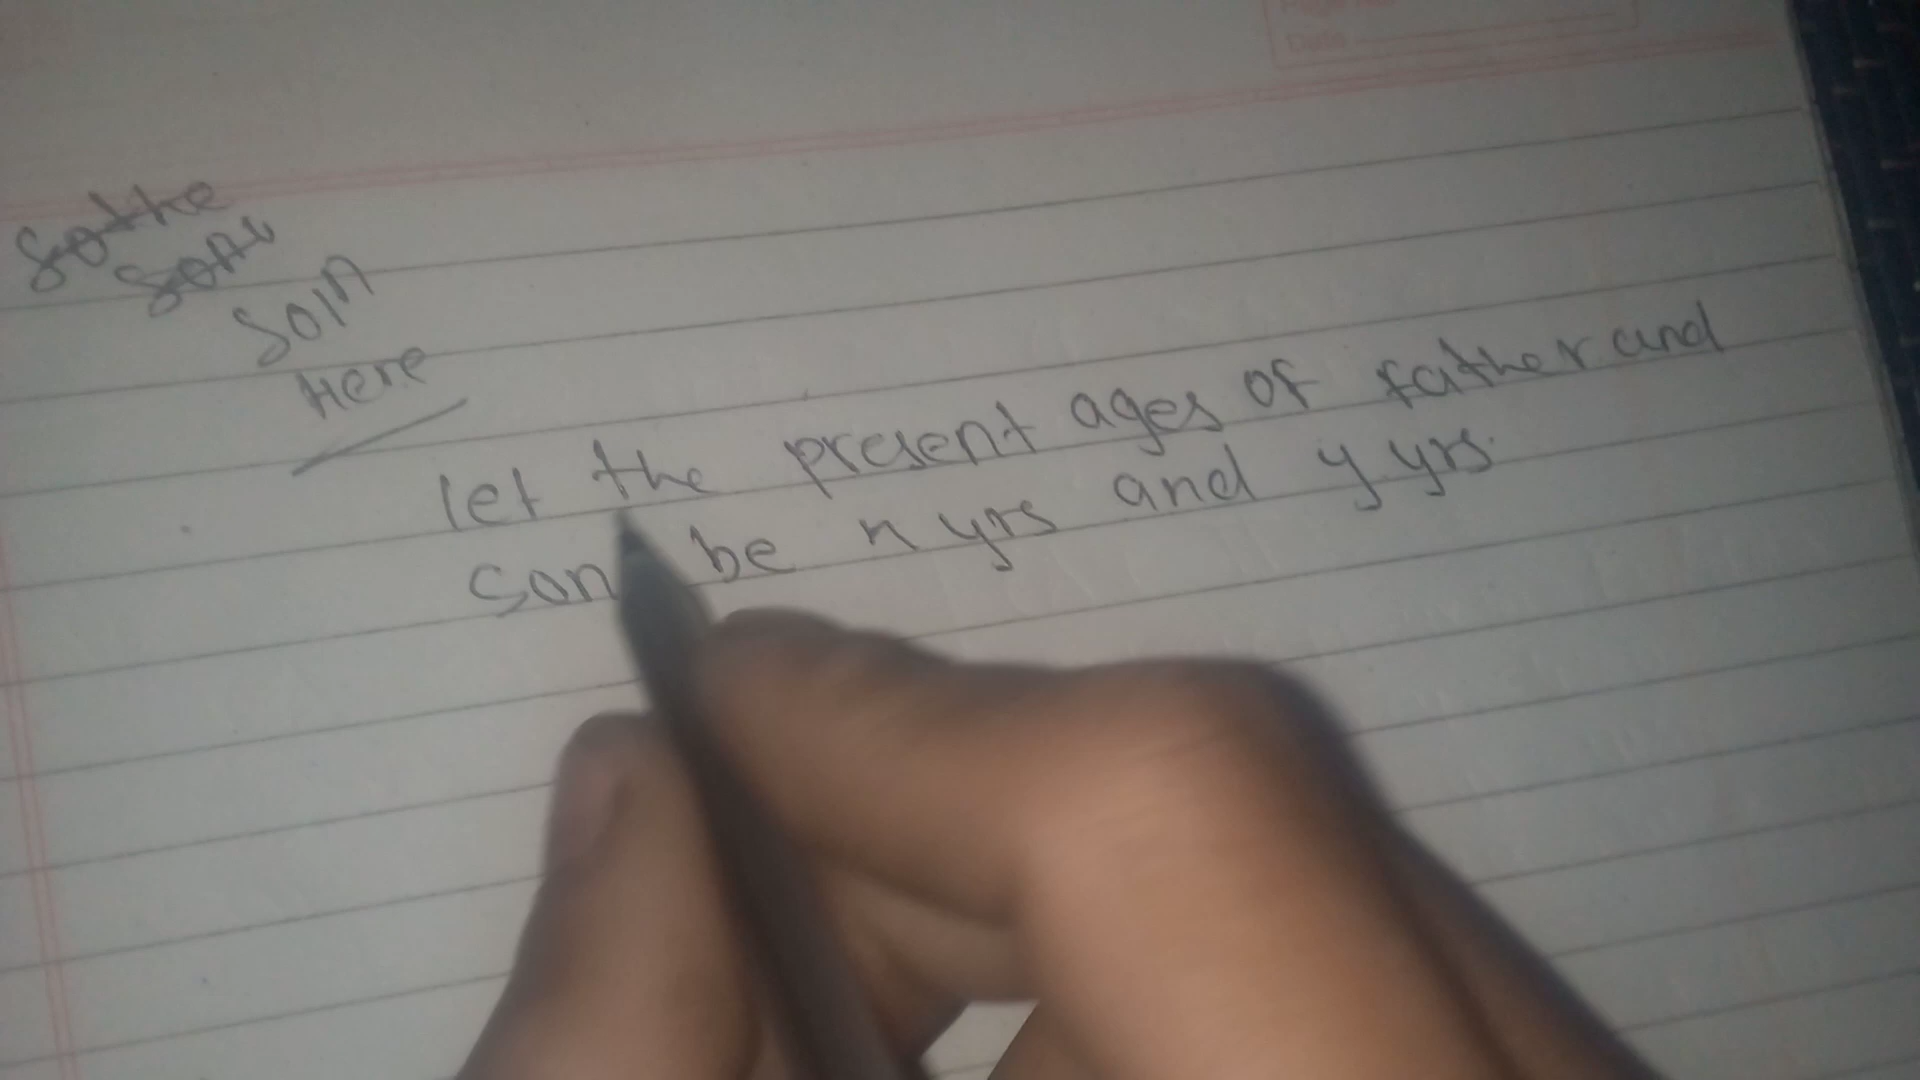 Soln
Here
let the present ages of father and
son be x yrs and y yrs.